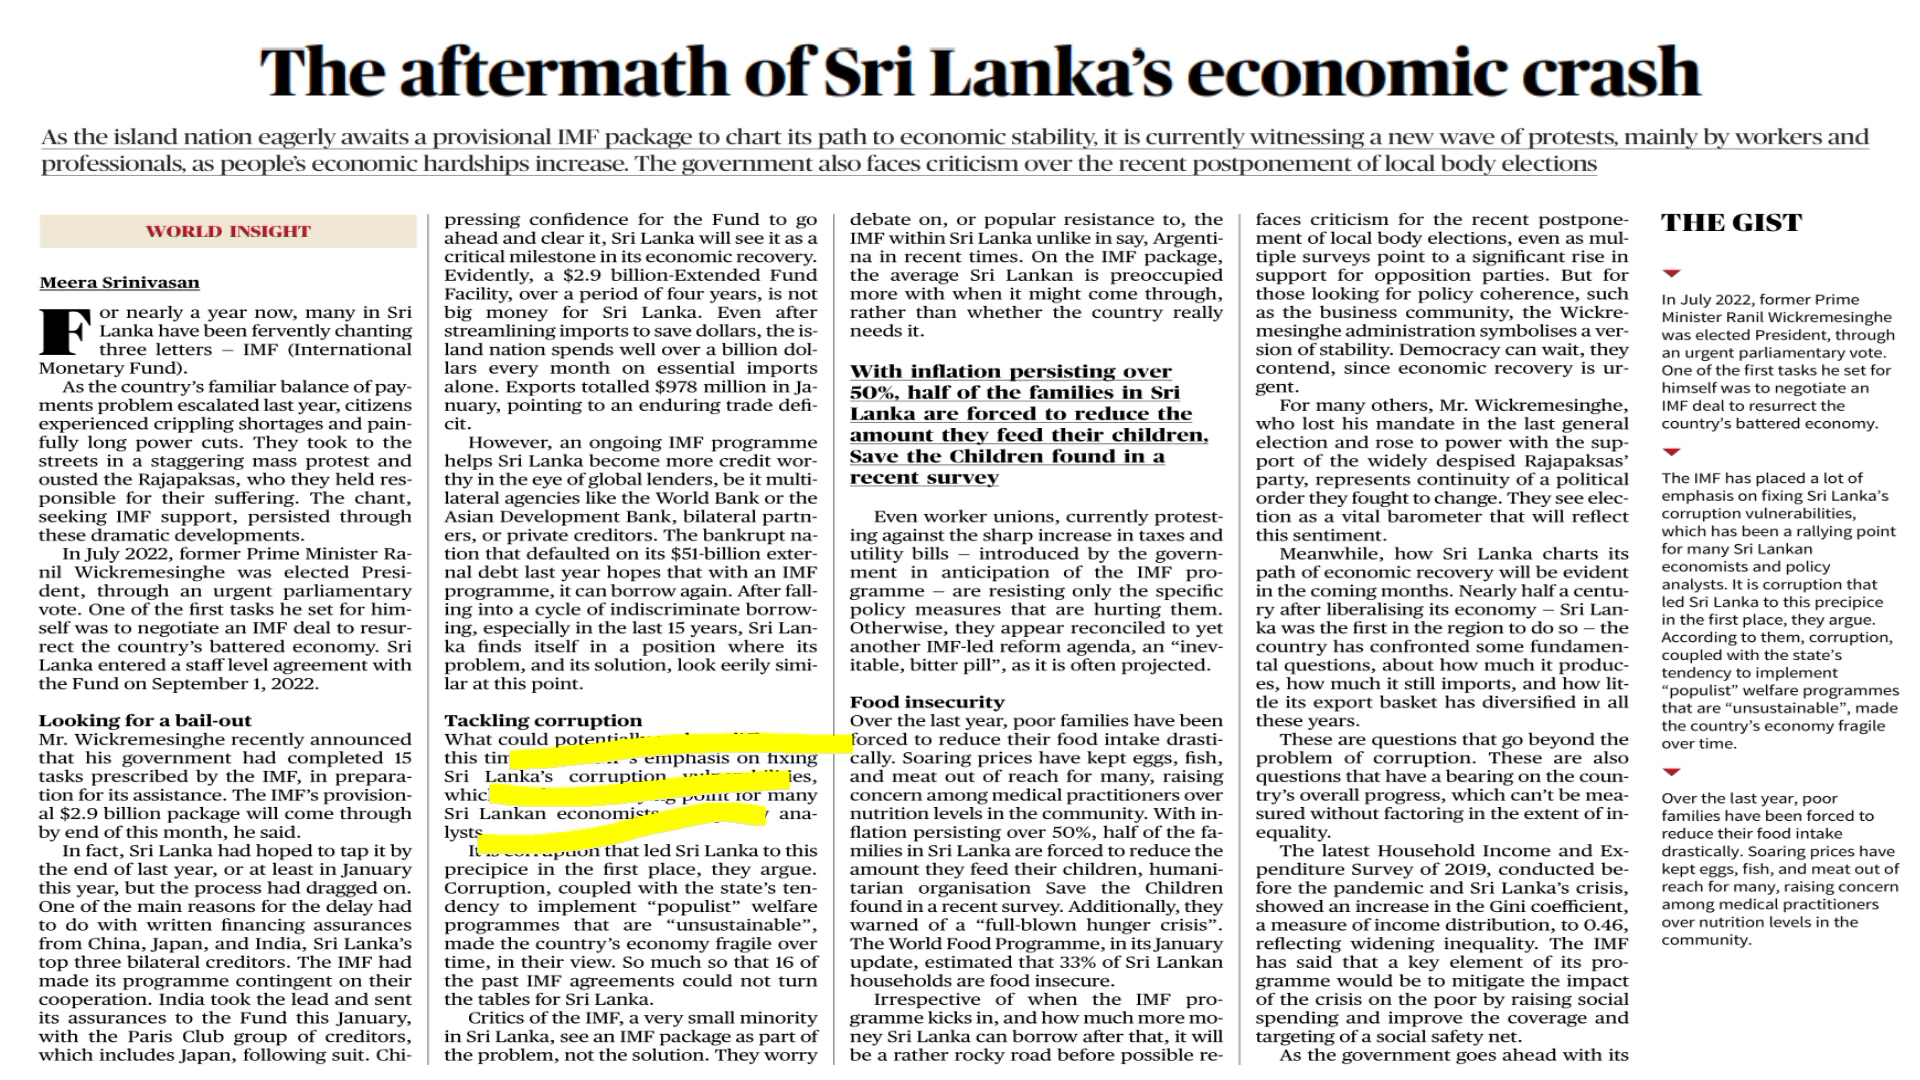 The aftermath of Sri Lanka's economic crash
As the island nation eagerly awaits a provisional IMF package to chart its path to economic stability, it is currently witnessing a new wave of protests, mainly by workers and
professionals, as people's economic hardships increase. The government also faces criticism over the recent postponement of local body elections
WORLD INSIGHT
Meera Srinivasan
For nearly a year now, many in Sri
Lanka have been fervently chanting
three letters – IMF (International
Monetary Fund).
As the country's familiar balance of pay-
ments problem escalated last year, citizens
experienced crippling shortages and pain-
fully long power cuts. They took to the
streets in a staggering mass protest and
ousted the Rajapaksas, who they held res-
ponsible for their suffering. The chant,
seeking IMF support, persisted through
these dramatic developments.
In July 2022, former Prime Minister Ra-
nil Wickremesinghe was elected Presi-
dent, through an urgent parliamentary
vote. One of the first tasks he set for him-
self was to negotiate an IMF deal to resur-
rect the country's battered economy. Sri
Lanka entered a staff level agreement with
the Fund on September 1, 2022.
Looking for a bail-out
Mr. Wickremesinghe recently announced
that his government had completed 15
tasks prescribed by the IMF, in prepara-
tion for its assistance. The IMF's provision-
al $2.9 billion package will come through
by end of this month, he said.
In fact, Sri Lanka had hoped to tap it by
the end of last year, or at least in January
this year, but the process had dragged on.
One of the main reasons for the delay had
to do with written financing assurances
from China, Japan, and India, Sri Lanka's
top three bilateral creditors. The IMF had
made its programme contingent on their
cooperation. India took the lead and sent
its assurances to the Fund this January,
with the Paris Club group of creditors,
which includes Japan, following suit. Chi-
pressing confidence for the Fund to go
ahead and clear it, Sri Lanka will see it as a
critical milestone in its economic recovery.
Evidently, a $2.9 billion-Extended Fund
Facility, over a period of four years, is not
big money for Sri Lanka. Even after
streamlining imports to save dollars, the is-
land nation spends well over a billion dol-
lars every month on essential imports
alone. Exports totalled $978 million in Ja-
nuary, pointing to an enduring trade defi-
cit.
However, an ongoing IMF programme
helps Sri Lanka become more credit wor-
thy in the eye of global lenders, be it multi-
lateral agencies like the World Bank or the
Asian Development Bank, bilateral partn-
ers, or private creditors. The bankrupt na-
tion that defaulted on its $51-billion exter-
nal debt last year hopes that with an IMF
programme, it can borrow again. After fall-
ing into a cycle of indiscriminate borrow-
ing, especially in the last 15 years, Sri Lan-
ka finds itself in a position where its
problem, and its solution, look eerily simi-
lar at this point.
Tackling corruption
What could potentially
this emphasis on fixing
Sri Lanka's corruption
point for many
Sri Lankan economists ana-
lysts
It is corruption that led Sri Lanka to this
precipice in the first place, they argue.
Corruption, coupled with the state's ten-
dency to implement “populist” welfare
programmes that are “unsustainable”,
made the country's economy fragile over
time, in their view. So much so that 16 of
the past IMF agreements could not turn
the tables for Sri Lanka.
Critics of the IMF, a very small minority
in Sri Lanka, see an IMF package as part of
the problem, not the solution. They worry
debate on, or popular resistance to, the
IMF within Sri Lanka unlike in say, Argenti-
na in recent times. On the IMF package,
the average Sri Lankan is preoccupied
more with when it might come through,
rather than whether the country really
needs it.
With inflation persisting over
50%, half of the families in Sri
Lanka are forced to reduce the
amount they feed their children,
Save the Children found in a
recent survey
Even worker unions, currently protest-
ing against the sharp increase in taxes and
utility bills – introduced by the govern-
ment in anticipation of the IMF pro-
gramme – are resisting only the specific
policy measures that are hurting them.
Otherwise, they appear reconciled to yet
another IMF-led reform agenda, an “inev-
itable, bitter pill”, as it is often projected.
Food insecurity
Over the last year, poor families have been
forced to reduce their food intake drasti-
cally. Soaring prices have kept eggs, fish,
and meat out of reach for many, raising
concern among medical practitioners over
nutrition levels in the community. With in-
flation persisting over 50%, half of the fa-
milies in Sri Lanka are forced to reduce the
amount they feed their children, humani-
tarian organisation Save the Children
found in a recent survey. Additionally, they
warned of a “full-blown hunger crisis”.
The World Food Programme, in its January
update, estimated that 33% of Sri Lankan
households are food insecure.
Irrespective of when the IMF pro-
gramme kicks in, and how much more mo-
ney Sri Lanka can borrow after that, it will
be a rather rocky road before possible re-
faces criticism for the recent postpone-
ment of local body elections, even as mul-
tiple surveys point to a significant rise in
support for opposition parties. But for
those looking for policy coherence, such
as the business community, the Wickre-
mesinghe administration symbolises a ver-
sion of stability. Democracy can wait, they
contend, since economic recovery is ur-
gent.
For many others, Mr. Wickremesinghe,
who lost his mandate in the last general
election and rose to power with the sup-
port of the widely despised Rajapaksas'
party, represents continuity of a political
order they fought to change. They see elec-
tion as a vital barometer that will reflect
this sentiment.
Meanwhile, how Sri Lanka charts its
path of economic recovery will be evident
in the coming months. Nearly half a centu-
ry after liberalising its economy – Sri Lan-
ka was the first in the region to do so – the
country has confronted some fundamen-
tal questions, about how much it produc-
es, how much it still imports, and how lit-
tle its export basket has diversified in all
these years.
These are questions that go beyond the
problem of corruption. These are also
questions that have a bearing on the coun-
try's overall progress, which can't be mea-
sured without factoring in the extent of in-
equality.
The latest Household Income and Ex-
penditure Survey of 2019, conducted be-
fore the pandemic and Sri Lanka's crisis,
showed an increase in the Gini coefficient,
a measure of income distribution, to 0.46,
reflecting widening inequality. The IMF
has said that a key element of its pro-
gramme would be to mitigate the impact
of the crisis on the poor by raising social
spending and improve the coverage and
targeting of a social safety net.
As the government goes ahead with its
THE GIST
In July 2022, former Prime
Minister Ranil Wickremesinghe
was elected President, through
an urgent parliamentary vote.
One of the first tasks he set for
himself was to negotiate an
IMF deal to resurrect the
country's battered economy.
The IMF has placed a lot of
emphasis on fixing Sri Lanka's
corruption vulnerabilities,
which has been a rallying point
for many Sri Lankan
economists and policy
analysts. It is corruption that
led Sri Lanka to this precipice
in the first place, they argue.
According to them, corruption,
coupled with the state's
tendency to implement
“populist” welfare programmes
that are “unsustainable”, made
the country's economy fragile
over time.
Over the last year, poor
families have been forced to
reduce their food intake
drastically. Soaring prices have
kept eggs, fish, and meat out of
reach for many, raising concern
among medical practitioners
over nutrition levels in the
community.